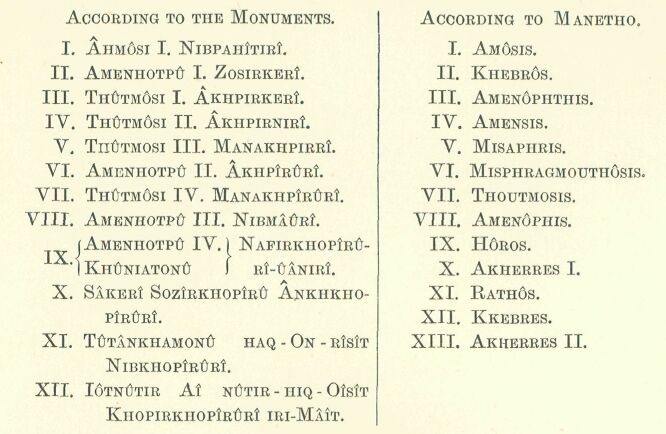 ACCORDING TO THE MONUMENTS.
I. ÂHMÔSI I. NIBPAHÎTIRÎ.
II. AMENHOTPÛ I. ZOSIRKERÎ.
III. THÛTMÔSI I. ÂKHPIRKERÎ.
IV. THÛTMÔSI II. ÂKHPIRNIRÎ.
V. THÛTMOSI III. MANAKHPIRRÎ.
VI. AMENHOTPÛ II. ÂKHPÎRÛRÎ.
VII. THÛTMÔSI IV. MANAKHPÎRÛRÎ.
VIII. AMENHOTPÛ III. NIBMÂÛRÎ.
IX. { AMENHOTPÛ IV. } NAFIRKHOPÎRÛ-
KHÛNIATONÛ RÎ-ÛÂNIRÎ.
X. SÂKERÎ SOZÎRKHOPÎRÛ ÂNKHKHO-
PÎRÛRÎ.
XI. TÛTÂNKHAMONÛ HAQ-ON-RÎSÎT
NIBKHOPÎRÛRÎ.
XII. IÔTNÛTIR AÎ NÛTIR-HIQ-OÎSÎT
KHOPIRKHOPÎRÛRÎ IRI-MÂÎT.
ACCORDING TO MANETHO.
I. AMÔSIS.
II. KHEBRÔS.
III. AMENÔPHTHIS.
IV. AMENSIS.
V. MISAPHRIS.
VI. MISPHRAGMOUTHÔSIS.
VII. THOUTMOSIS.
VIII. AMENÔPHIS.
IX. HÔROS.
X. AKHERRES I.
XI. RATHÔS.
XII. KKEBRES.
XIII. AKHERRES II.